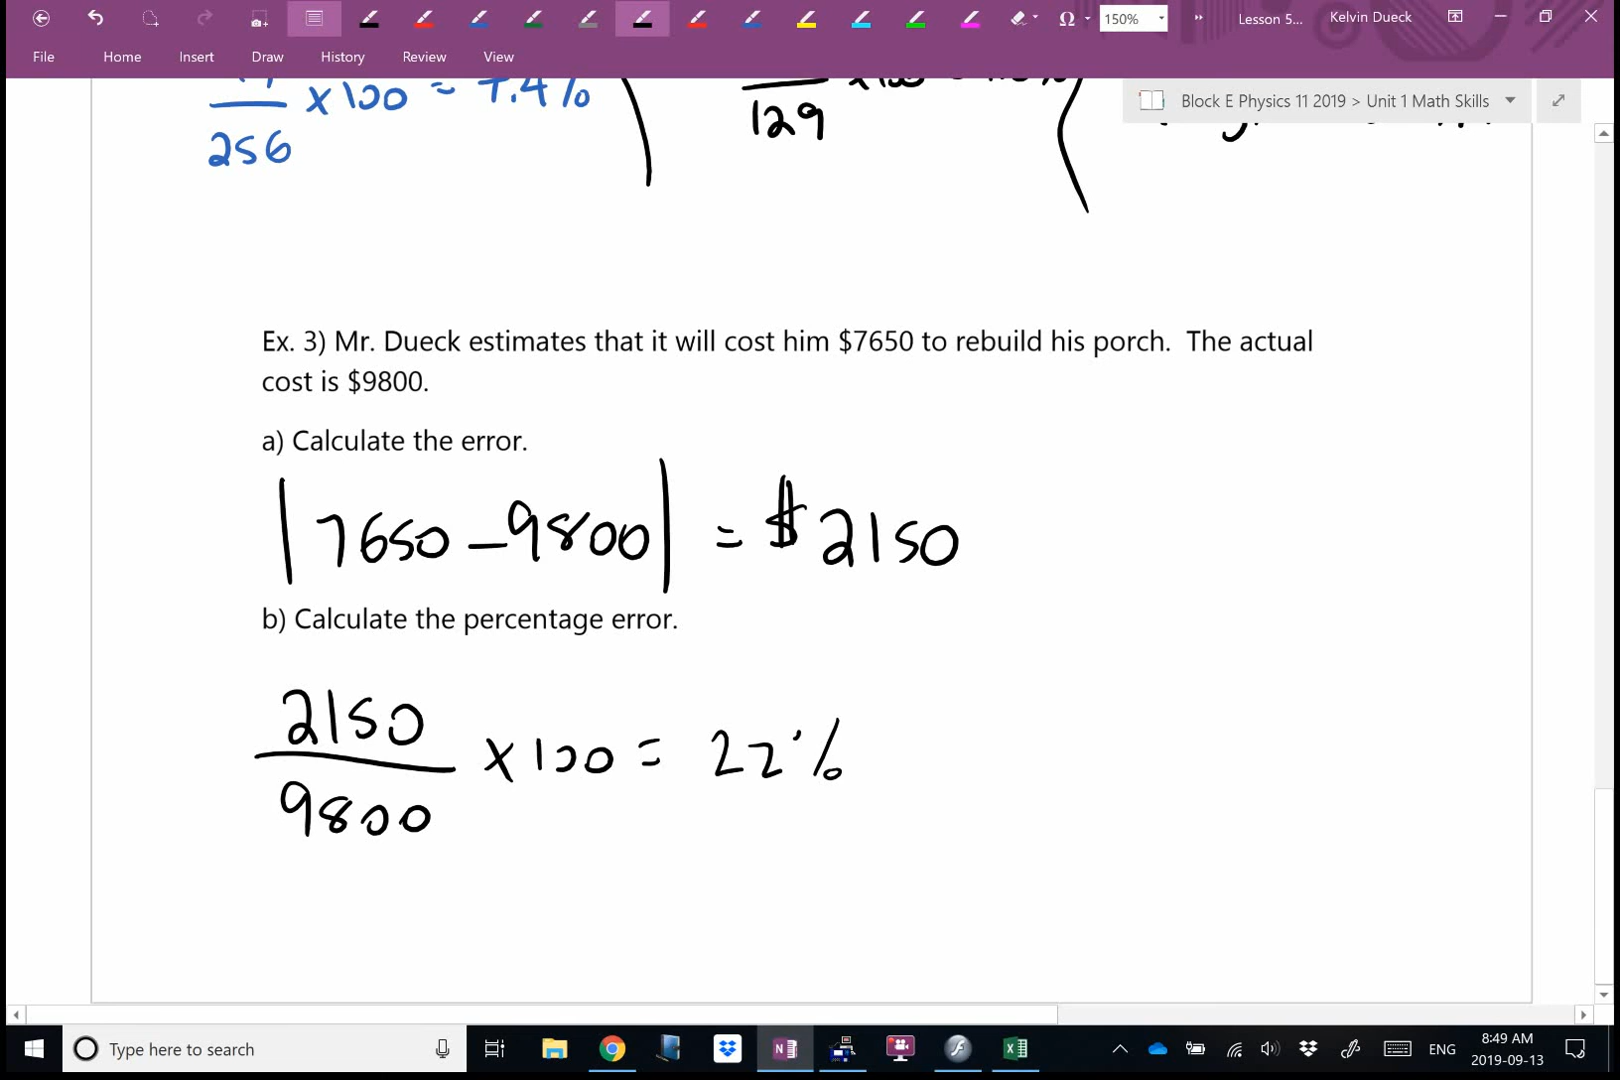 150%
Lesson 5...
Kelvin Dueck
File
Home
Insert
Draw
History
Review
View
Block E Physics 11 2019 > Unit 1 Math Skills
x 100 = 7.4%
256
129
Ex. 3) Mr. Dueck estimates that it will cost him $7650 to rebuild his porch. The actual
cost is $9800.
a) Calculate the error.
|7650 – 9800| = $2150
b) Calculate the percentage error.
2150
x 100 = 22%
9800
Type here to search
ENG
8:49 AM
2019-09-13